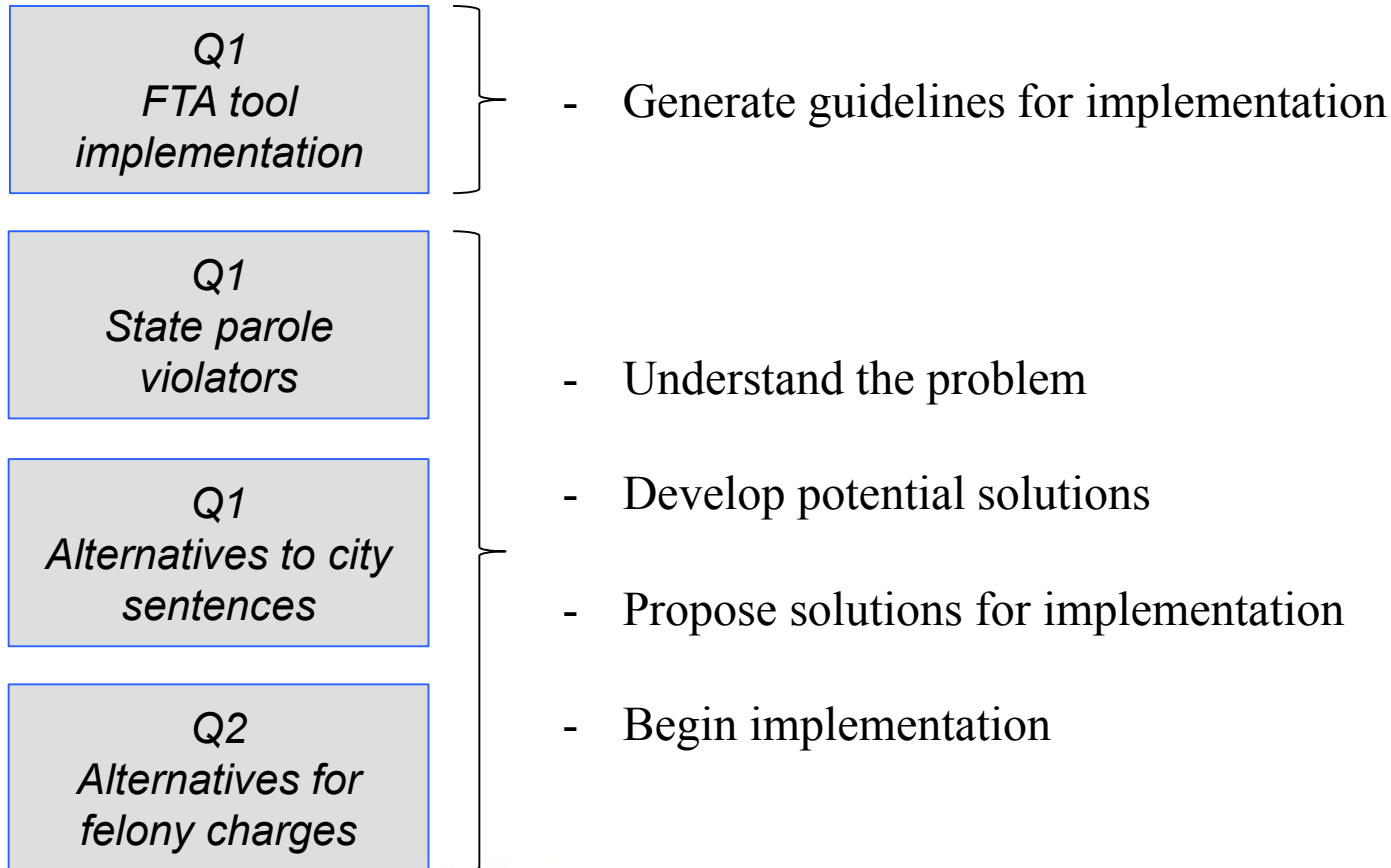 Q1
FTA tool
implementation
- Generate guidelines for implementation
Q1
State parole
violators
Q1
Alternatives to city
sentences
Q2
Alternatives for
felony charges
- Understand the problem
- Develop potential solutions
- Propose solutions for implementation
- Begin implementation